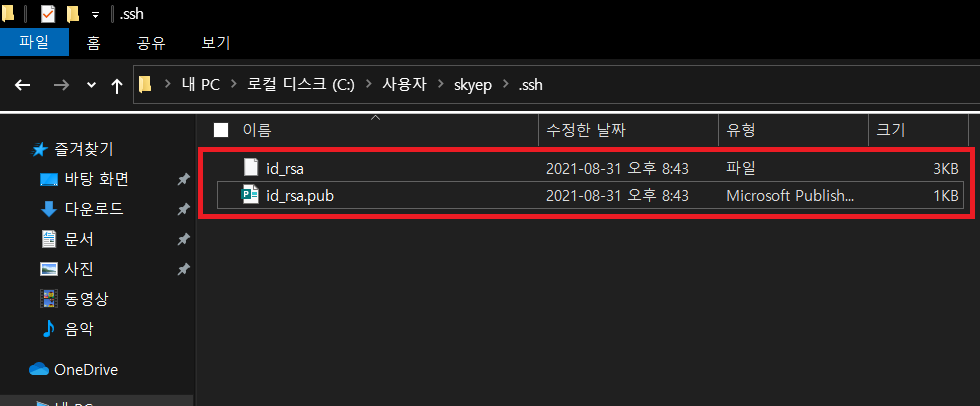 .ssh
파일 홈 공유 보기
내 PC 로컬 디스크 (C:) 사용자 skyep .ssh
이름 수정한 날짜 유형 크기
즐겨찾기
바탕 화면
다운로드
문서
사진
동영상
음악
OneDrive
내 PC
id_rsa 2021-08-31 오후 8:43 파일 3KB
id_rsa.pub 2021-08-31 오후 8:43 Microsoft Publish... 1KB